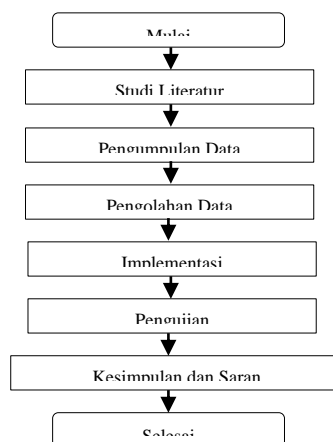 Mulai
Studi Literatur
Pengumpulan Data
Pengolahan Data
Implementasi
Pengujian
Kesimpulan dan Saran
Selesai